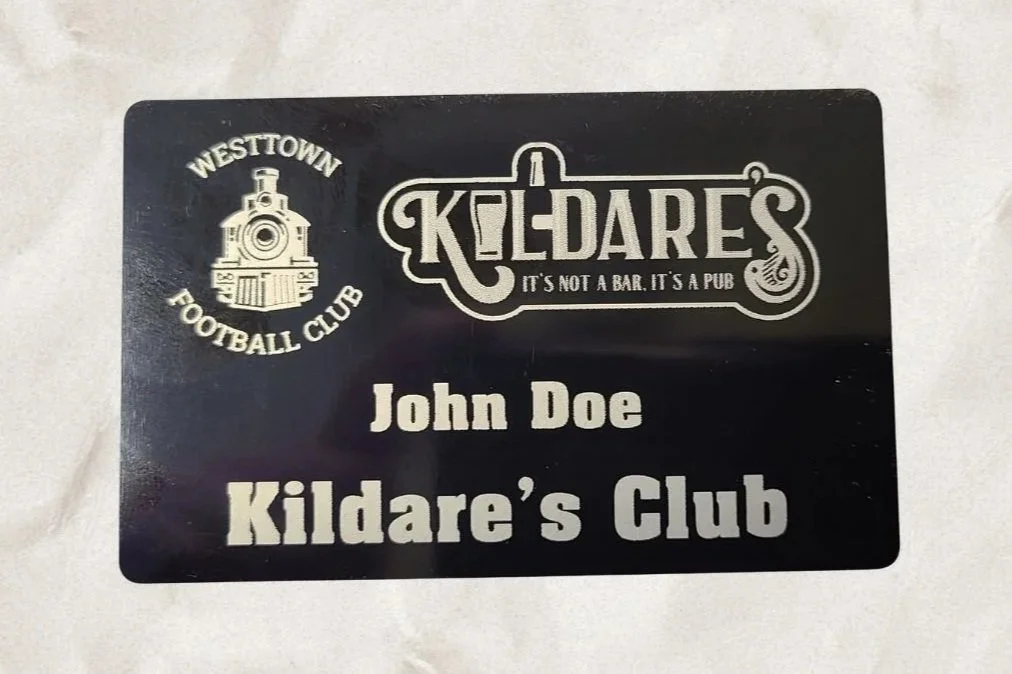 WESTTOWN
FOOTBALL CLUB
KILDARE'S
IT'S NOT A BAR, IT'S A PUB
John Doe
Kildare's Club